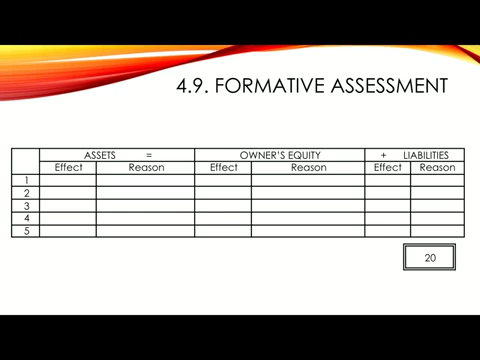 4.9. FORMATIVE ASSESSMENT
ASSETS = OWNER'S EQUITY + LIABILITIES
Effect Reason Effect Reason Effect Reason
1
2
3
4
5
20